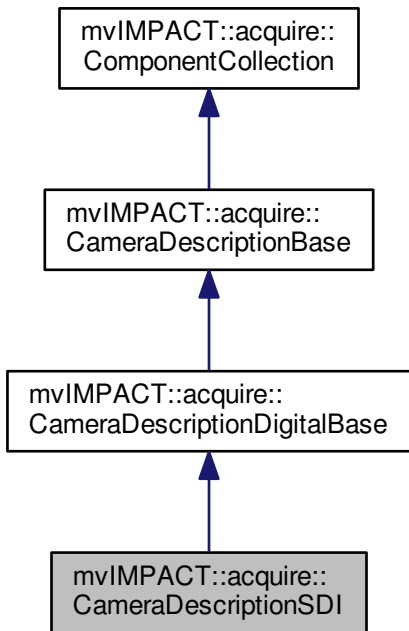 mvIMPACT::acquire::
ComponentCollection
mvIMPACT::acquire::
CameraDescriptionBase
mvIMPACT::acquire::
CameraDescriptionDigitalBase
mvIMPACT::acquire::
CameraDescriptionSDI